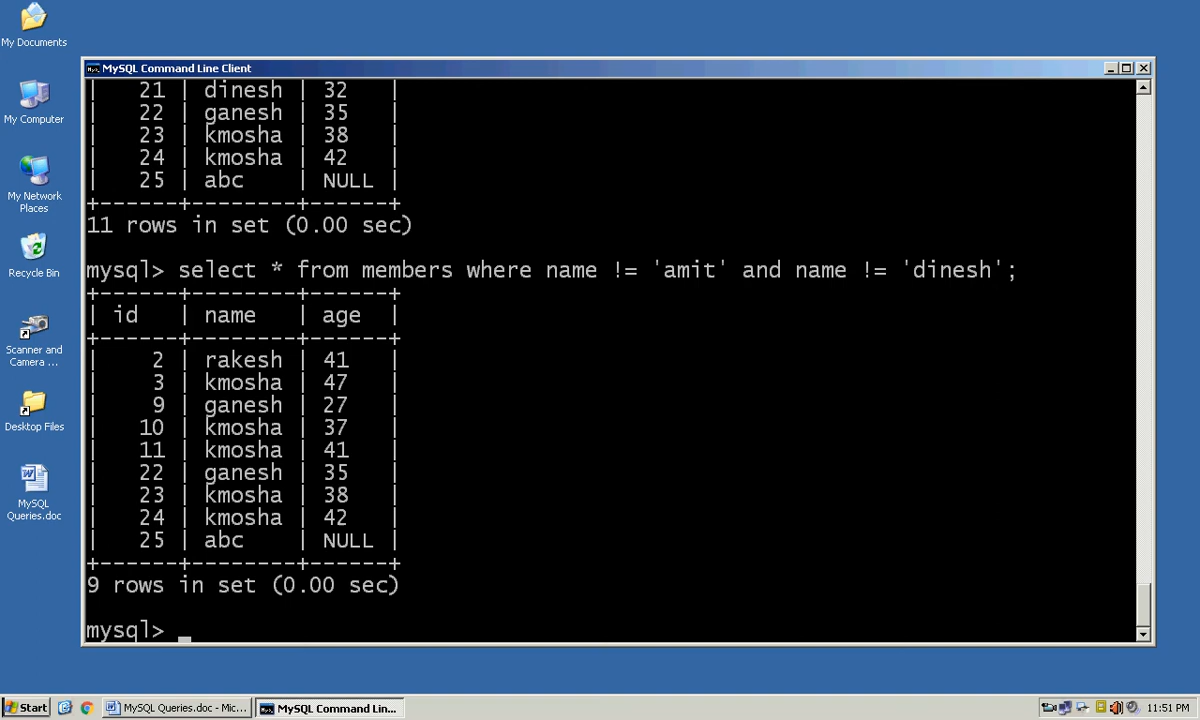 My Documents
My Computer
My Network
Places
Recycle Bin
Scanner and
Camera ...
Desktop Files
MySQL
Queries.doc
MySQL Command Line Client
| 21 | dinesh | 32 |
| 22 | ganesh | 35 |
| 23 | kmosha | 38 |
| 24 | kmosha | 42 |
| 25 | abc | NULL |
+------+--------+------+
11 rows in set (0.00 sec)
mysql> select * from members where name != 'amit' and name != 'dinesh';
+------+--------+------+
| id | name | age |
+------+--------+------+
| 2 | rakesh | 41 |
| 3 | kmosha | 47 |
| 9 | ganesh | 27 |
| 10 | kmosha | 37 |
| 11 | kmosha | 41 |
| 22 | ganesh | 35 |
| 23 | kmosha | 38 |
| 24 | kmosha | 42 |
| 25 | abc | NULL |
+------+--------+------+
9 rows in set (0.00 sec)
mysql> _
Start
MySQL Queries.doc - Mic...
MySQL Command Lin...
11:51 PM